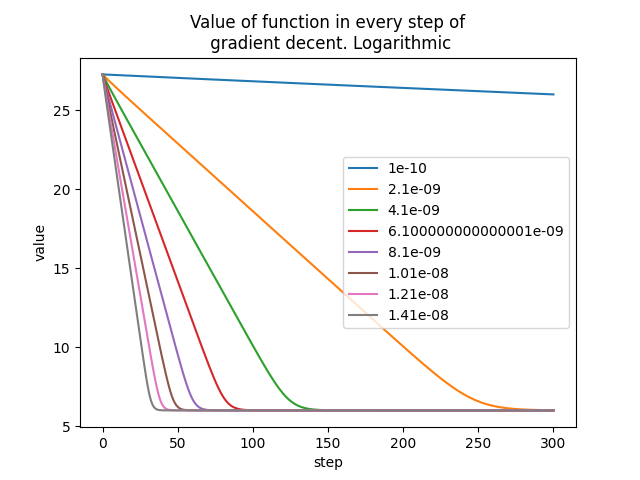 Value of function in every step of
gradient decent. Logarithmic
25
20
15
10
5
value
1e-10
2.1e-09
4.1e-09
6.100000000000001e-09
8.1e-09
1.01e-08
1.21e-08
1.41e-08
0 50 100 150 200 250 300
step